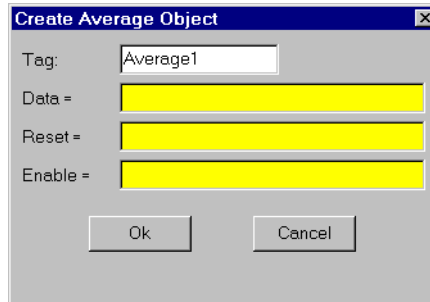 Create Average Object
Tag: Average1
Data =
Reset =
Enable =
Ok Cancel